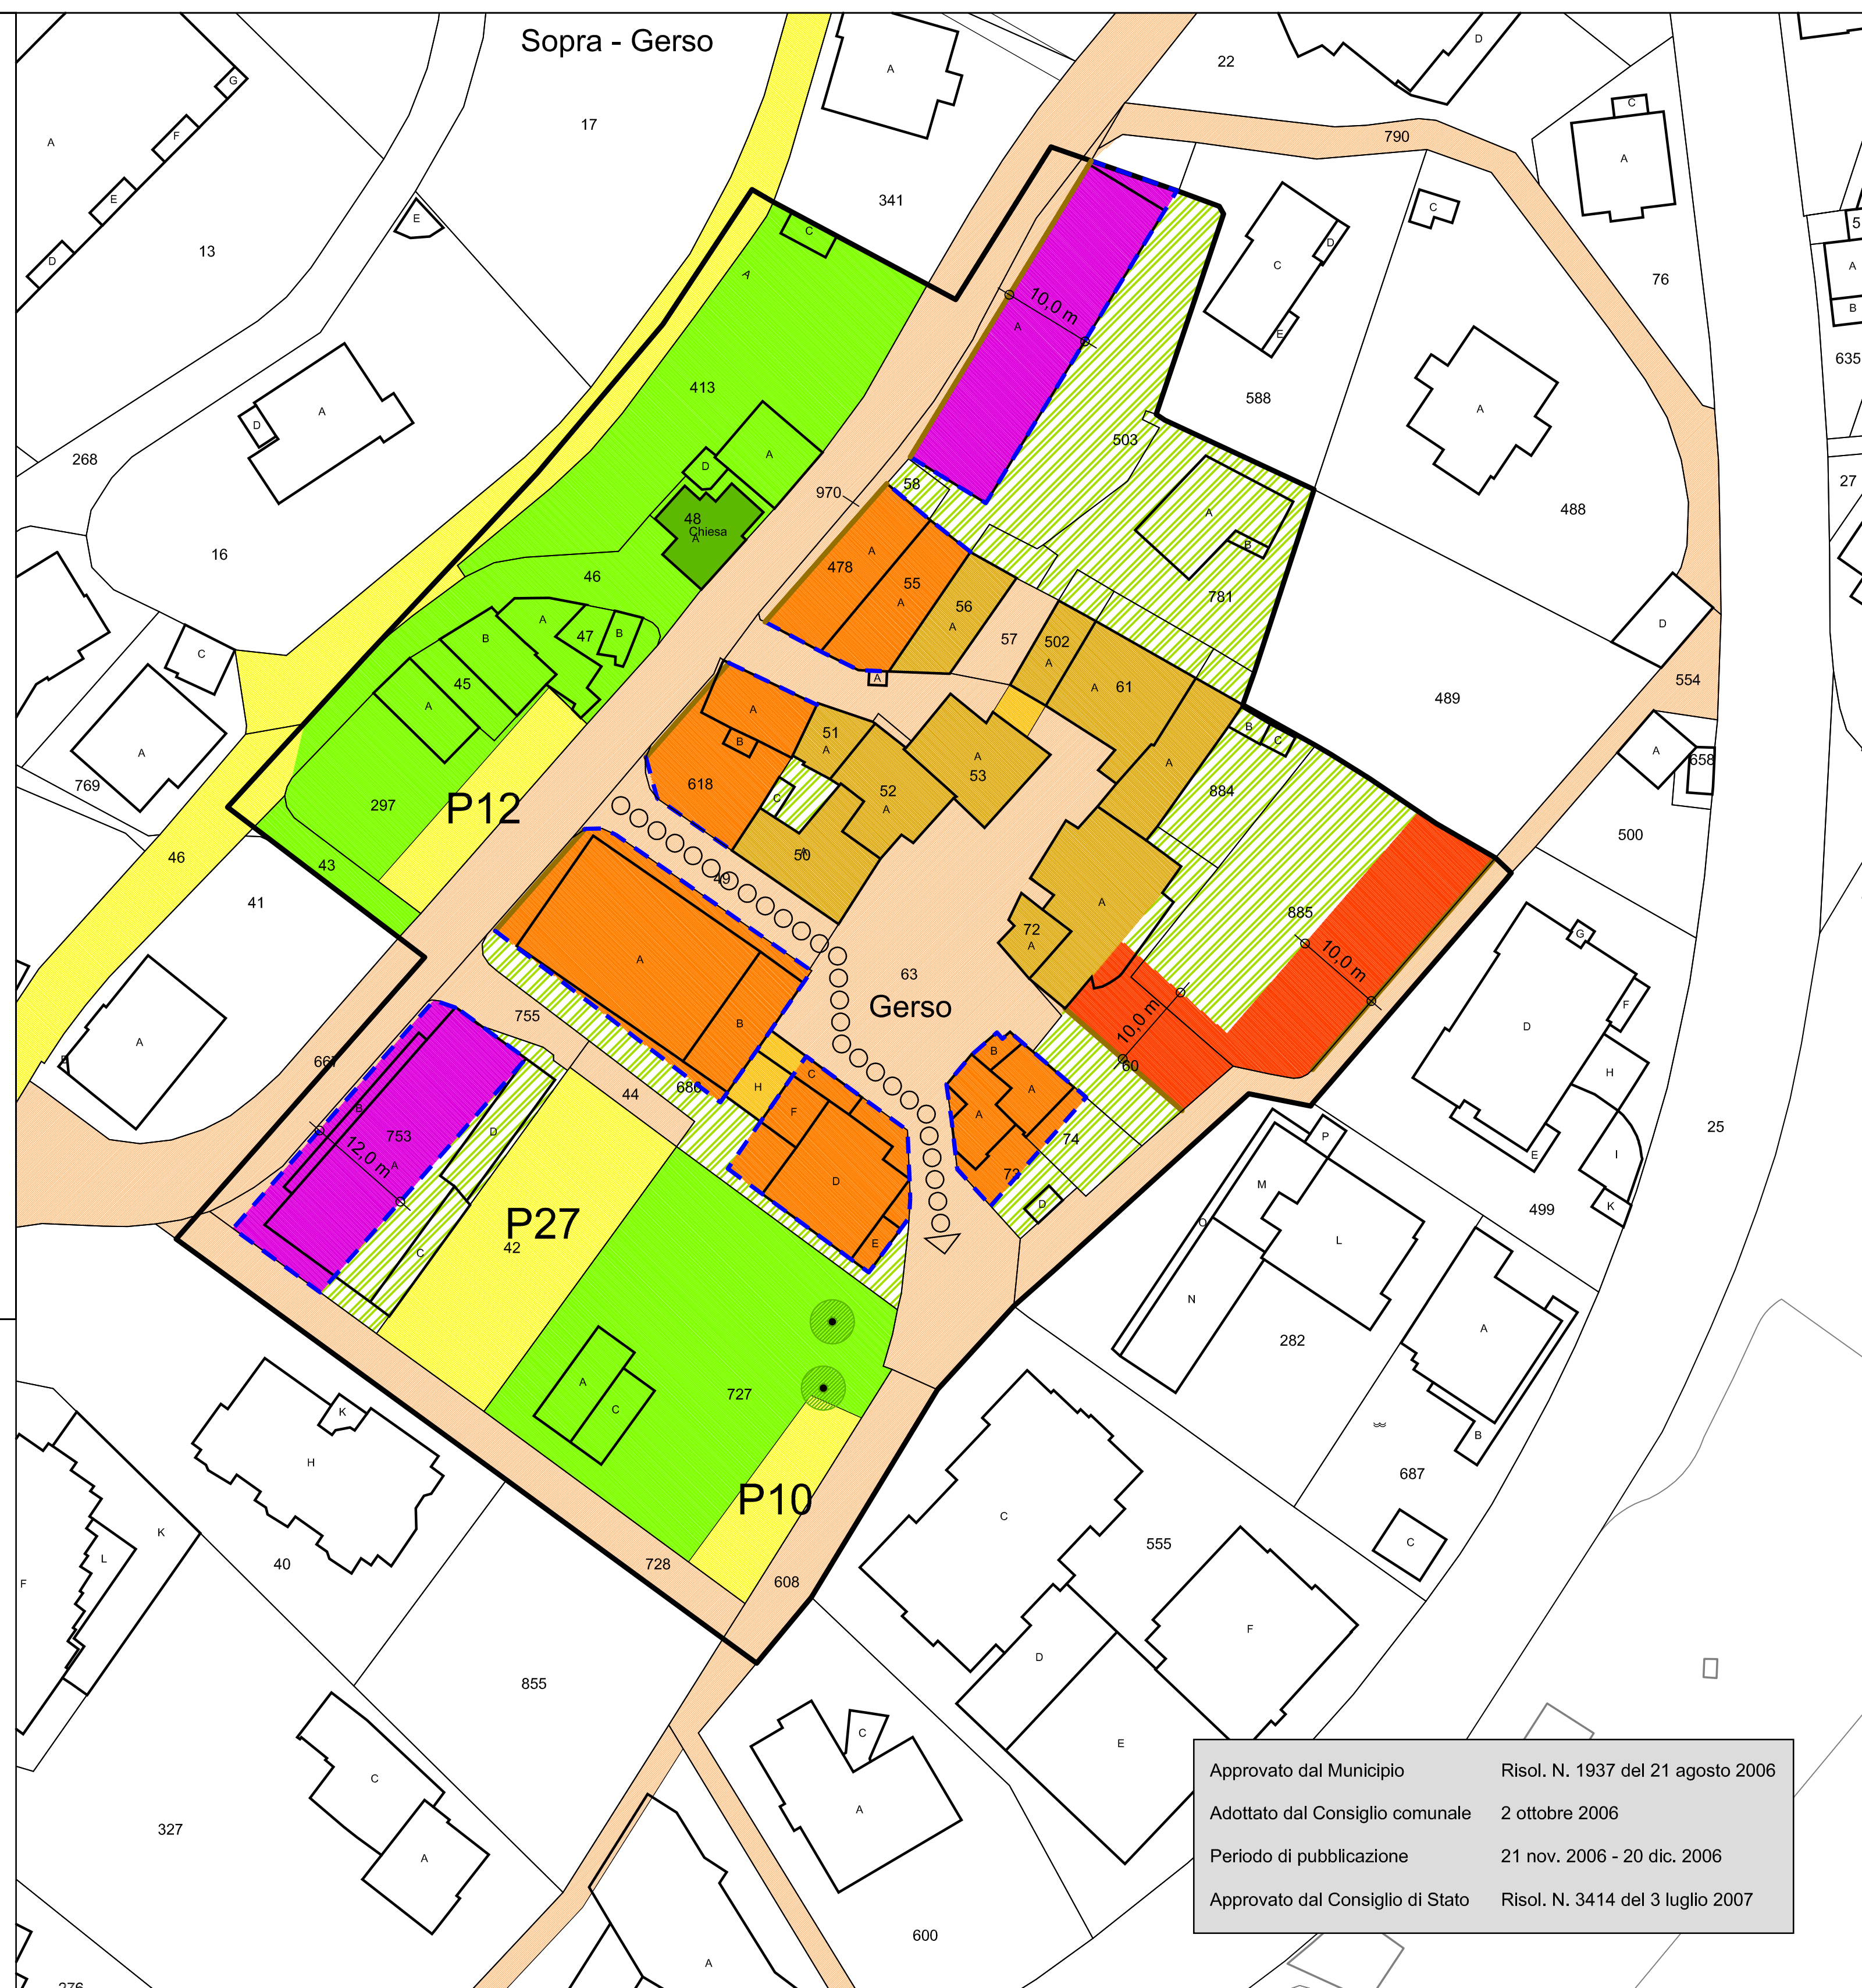 Sopra - Gerso
D
22
A
G
17
C
790
F
A
A
E
341
C
E
C
13
D
D
C
A
A
D
76
B
10,0 m
A
E
635
413
A
588
A
D
503
268
A
D
27
58
970
A
488
48
Chiesa
A
A
B
16
478
55
A
46
56
A
781
A
57
502
47
B
D
B
C
A
61
45
A
554
A
489
A
A
51
B
C
B
A
A
53
A
658
769
618
52
884
C
A
297
P12
50
500
46
43
49
41
A
885
72
A
G
A
63
10,0 m
Gerso
F
755
D
B
10,0 m
A
B
667
60
H
C
44
686
H
A
B
F
A
753
D
74
25
12,0 m
P
A
I
E
72
D
M
D
K
P27
499
O
42
C
L
E
N
A
282
A
727
K
C
B
H
687
P10
C
K
C
555
L
40
728
608
F
F
D
855
C
E
Approvato dal Municipio Risol. N. 1937 del 21 agosto 2006
C
A
Adottato dal Consiglio comunale 2 ottobre 2006
327
A
Periodo di pubblicazione 21 nov. 2006 - 20 dic. 2006
Approvato dal Consiglio di Stato Risol. N. 3414 del 3 luglio 2007
600
A